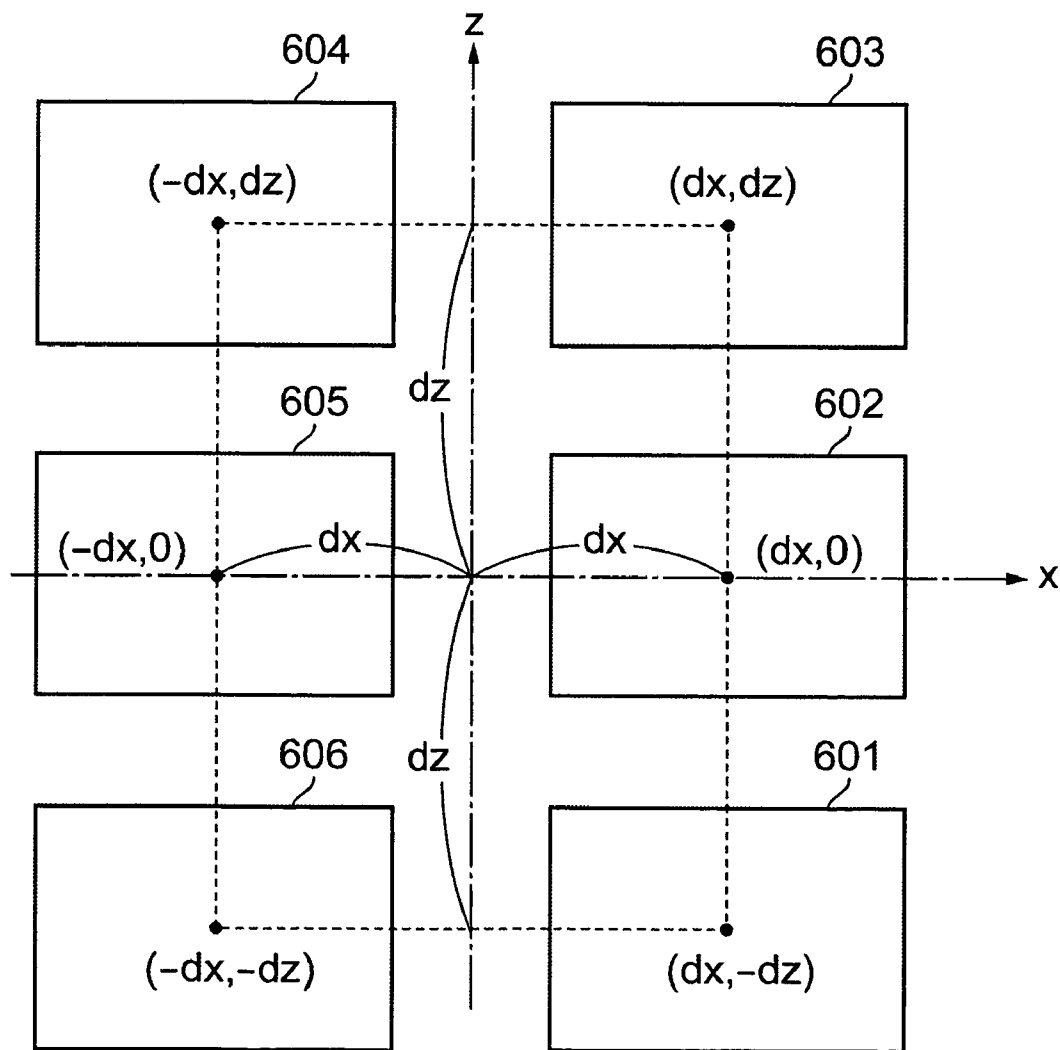 z
604
603
(-dx,dz)
(dx,dz)
dz
605
602
(-dx,0)
dx
dx
(dx,0)
x
dz
606
601
(-dx,-dz)
(dx,-dz)